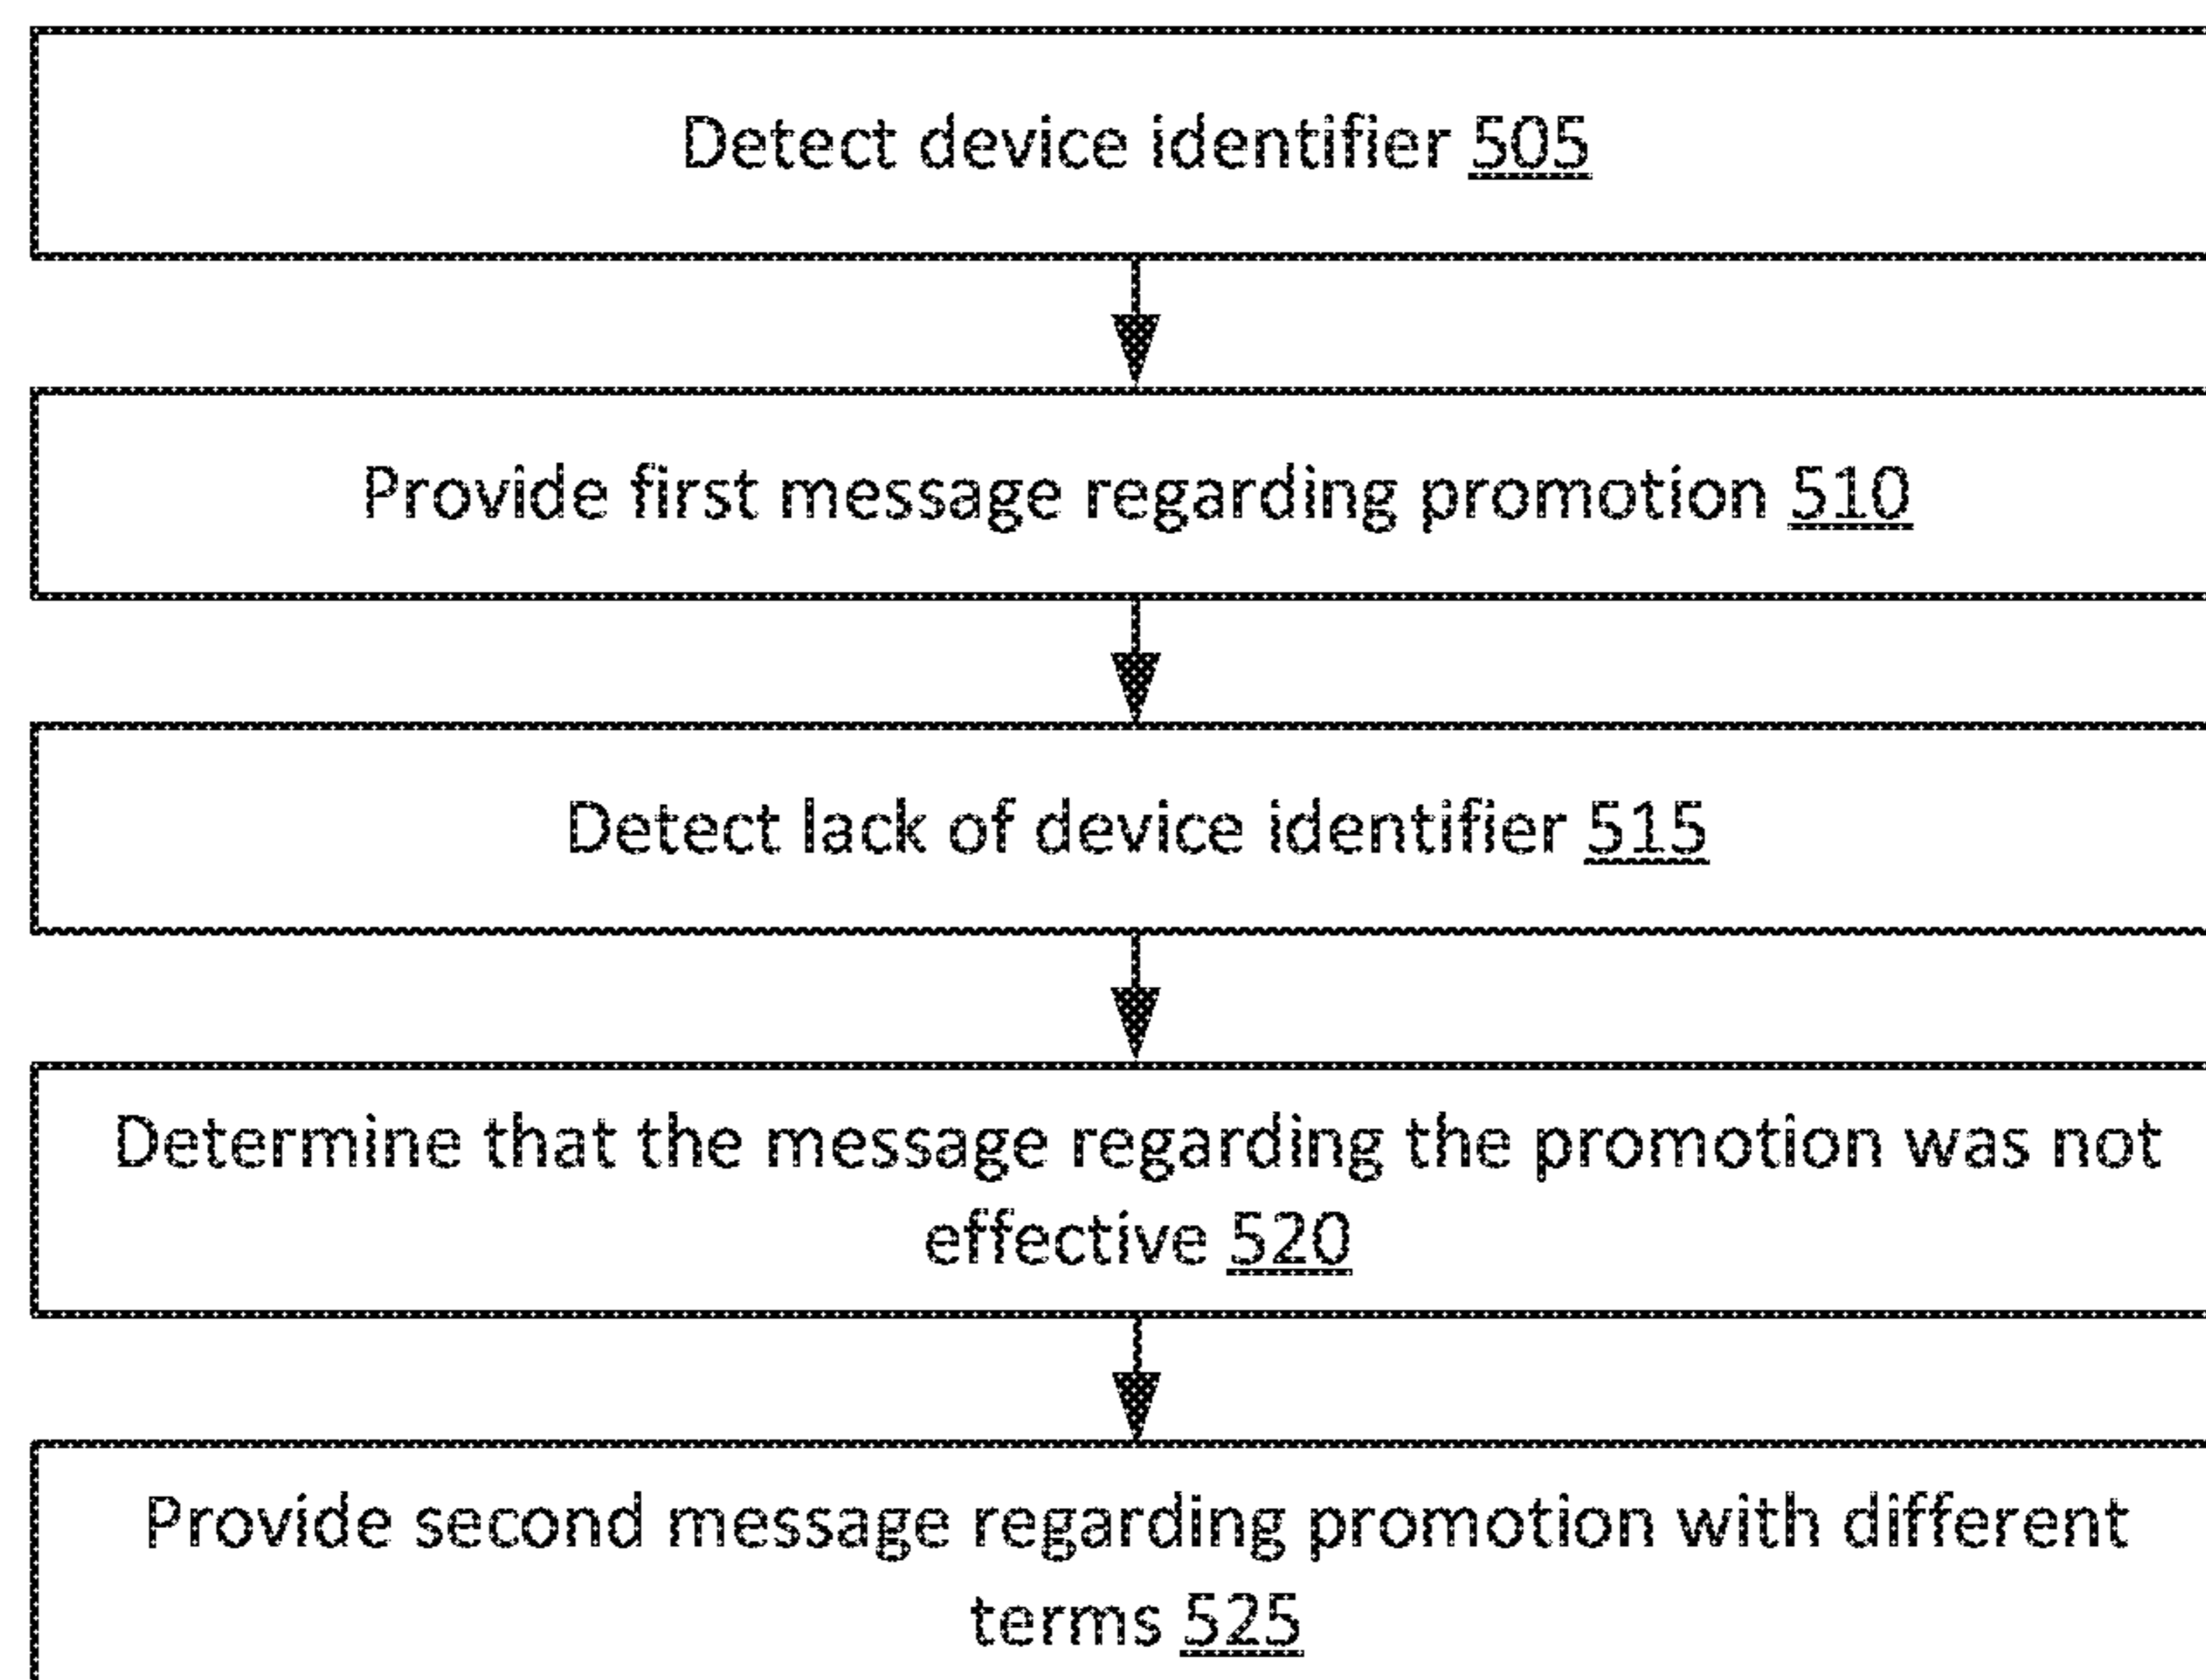 Detect device identifier 505
Provide first message regarding promotion 510
Detect lack of device identifier 515
Determine that the message regarding the promotion was not
effective 520
Provide second message regarding promotion with different
terms 525